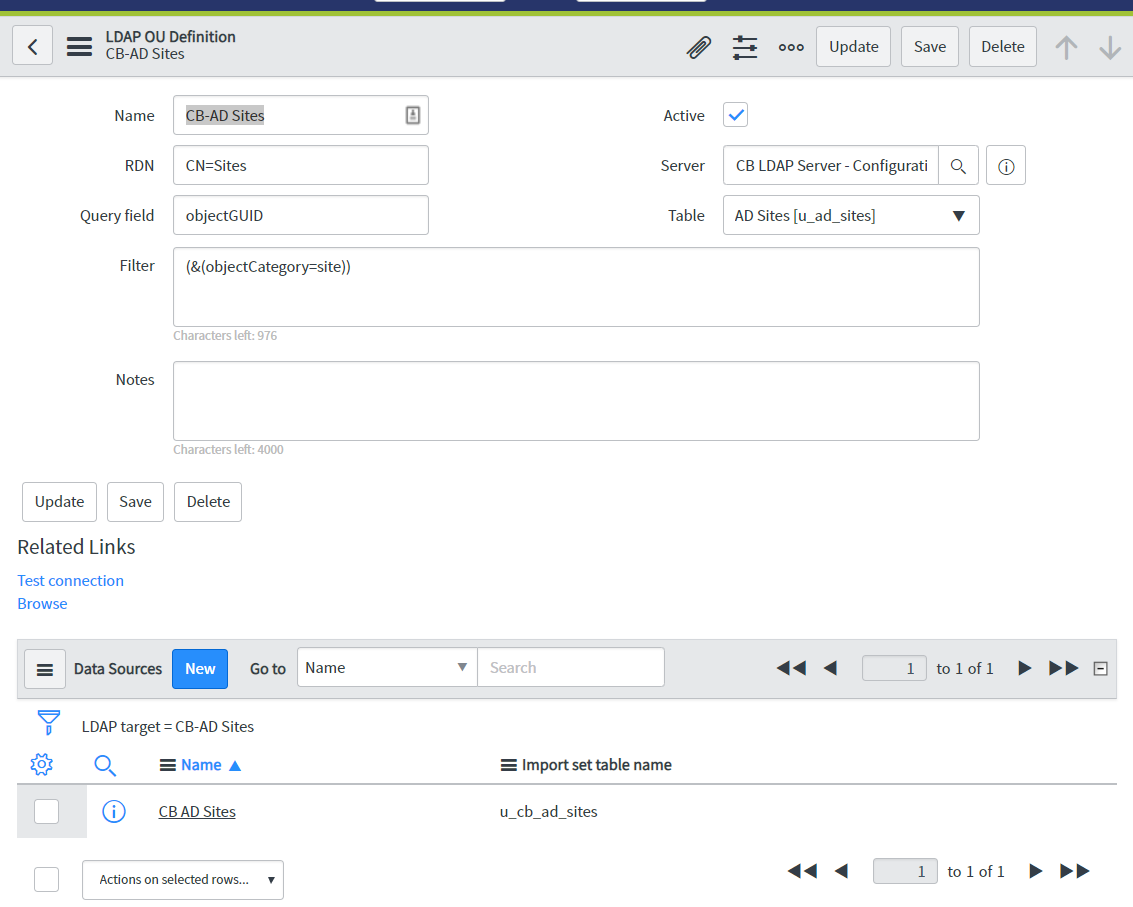 LDAP OU Definition
CB-AD Sites
Update Save Delete
Name CB-AD Sites Active
RDN CN=Sites Server CB LDAP Server - Configurati
Query field objectGUID Table AD Sites [u_ad_sites]
Filter (&(objectCategory=site))
Characters left: 976
Notes
Characters left: 4000
Update Save Delete
Related Links
Test connection
Browse
Data Sources New Go to Name Search 1 to 1 of 1
LDAP target = CB-AD Sites
Name Import set table name
CB AD Sites u_cb_ad_sites
Actions on selected rows... 1 to 1 of 1